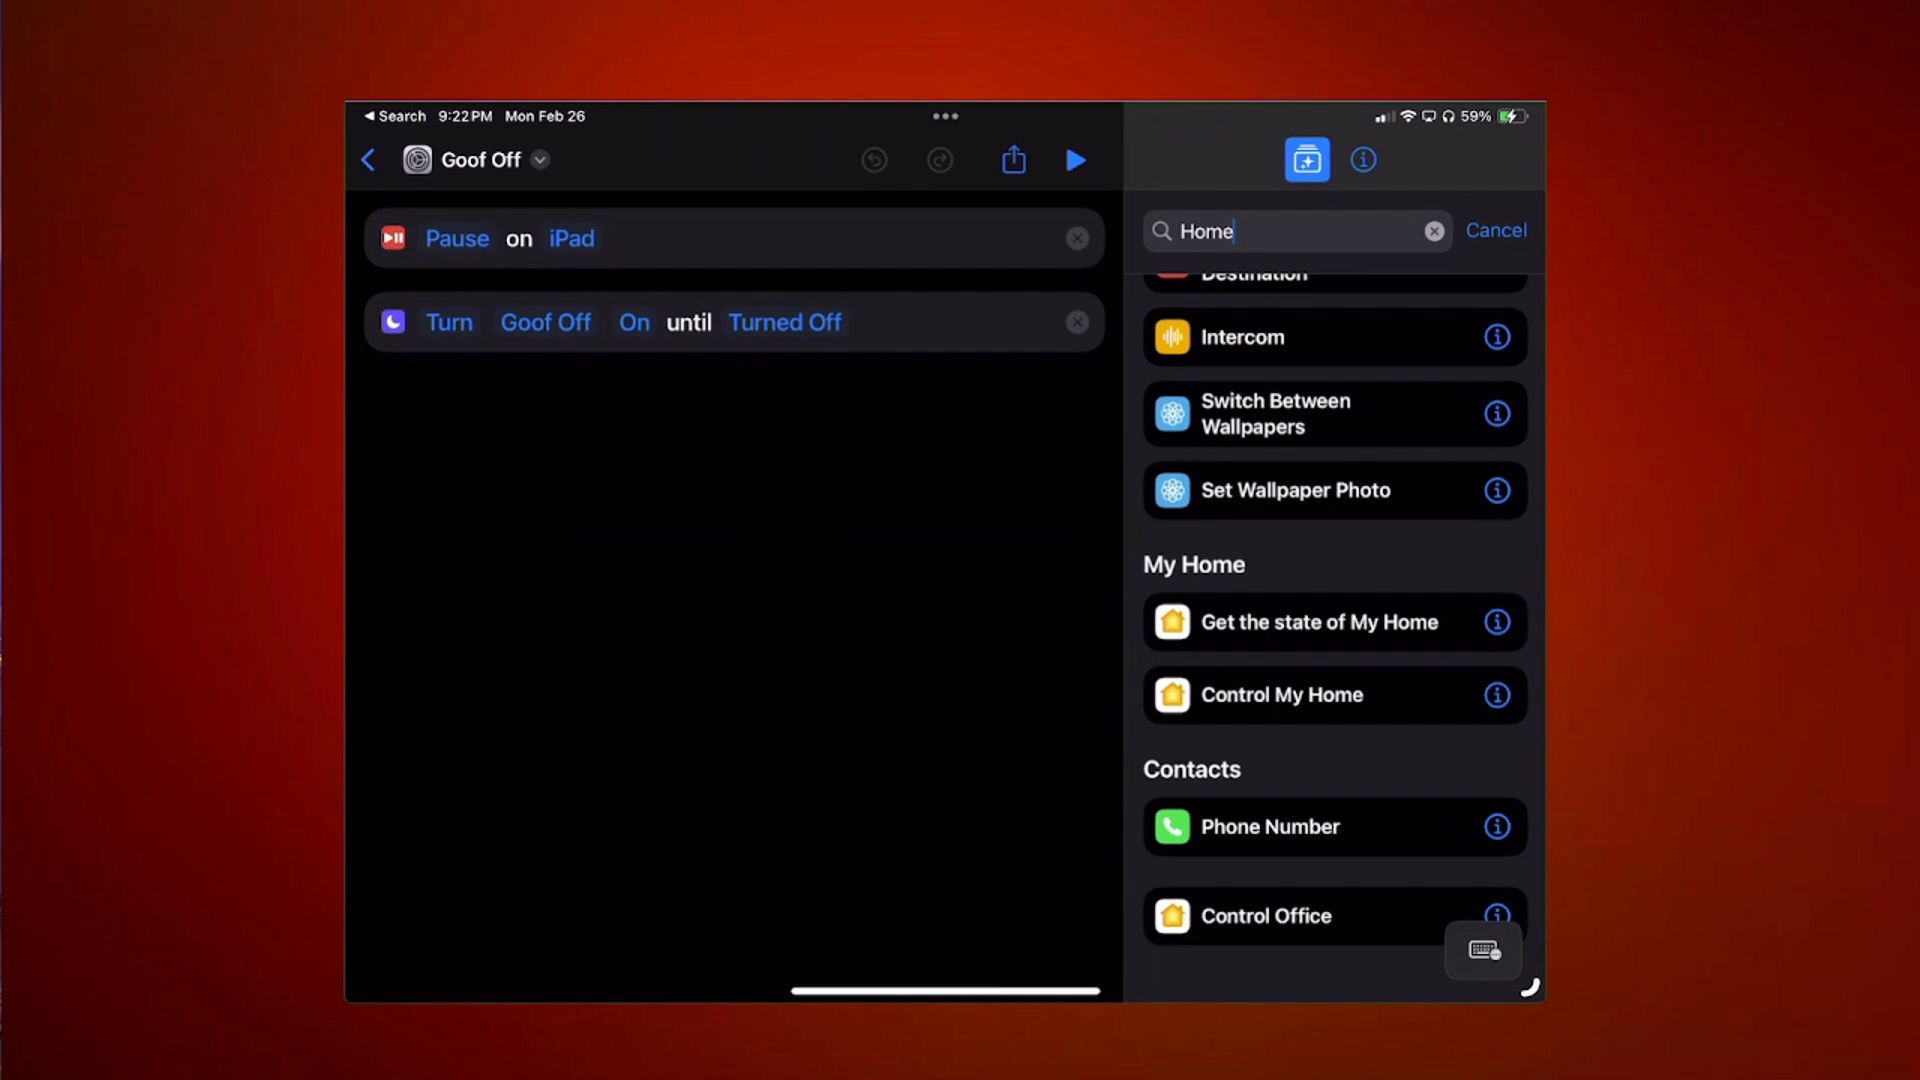 ◀ Search 9:22 PM Mon Feb 26
59%
Goof Off
Pause on iPad
Turn Goof Off On until Turned Off
Home
Cancel
Destination
Intercom
Switch Between
Wallpapers
Set Wallpaper Photo
My Home
Get the state of My Home
Control My Home
Contacts
Phone Number
Control Office